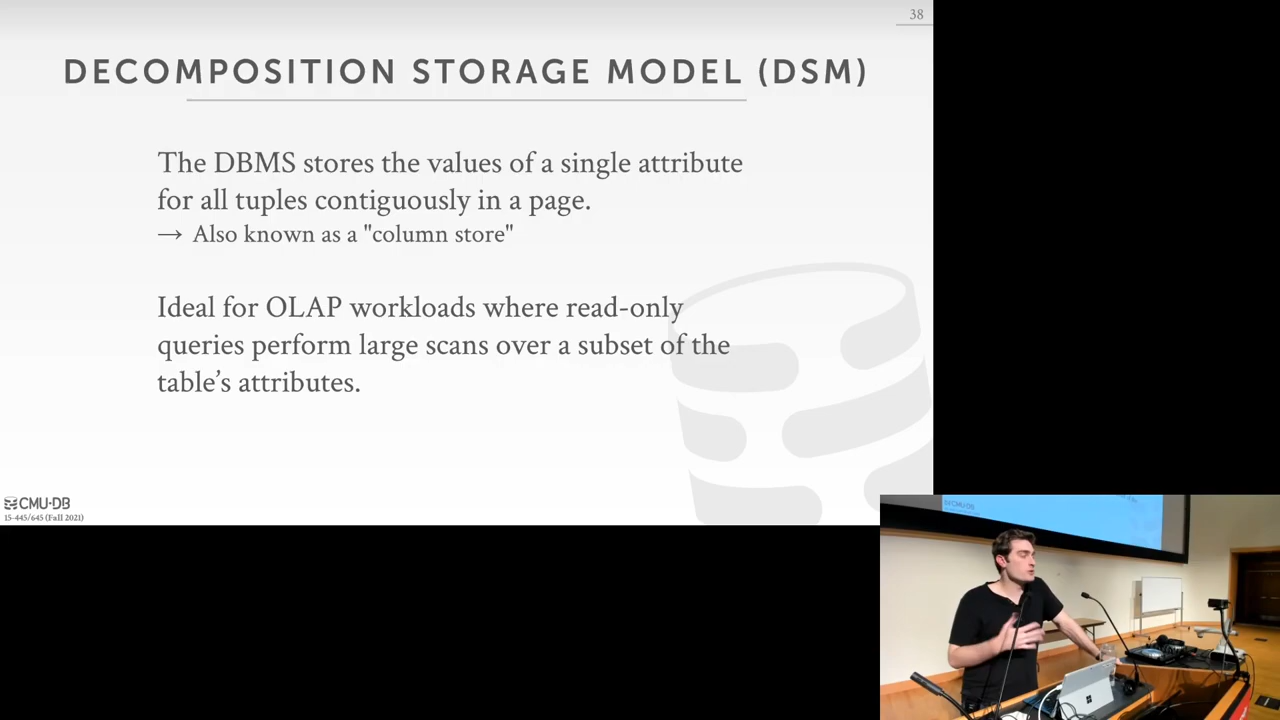 38
DECOMPOSITION STORAGE MODEL (DSM)
The DBMS stores the values of a single attribute
for all tuples contiguously in a page.
→ Also known as a "column store"
Ideal for OLAP workloads where read-only
queries perform large scans over a subset of the
table's attributes.
CMU·DB
15-445/645 (Fall 2021)